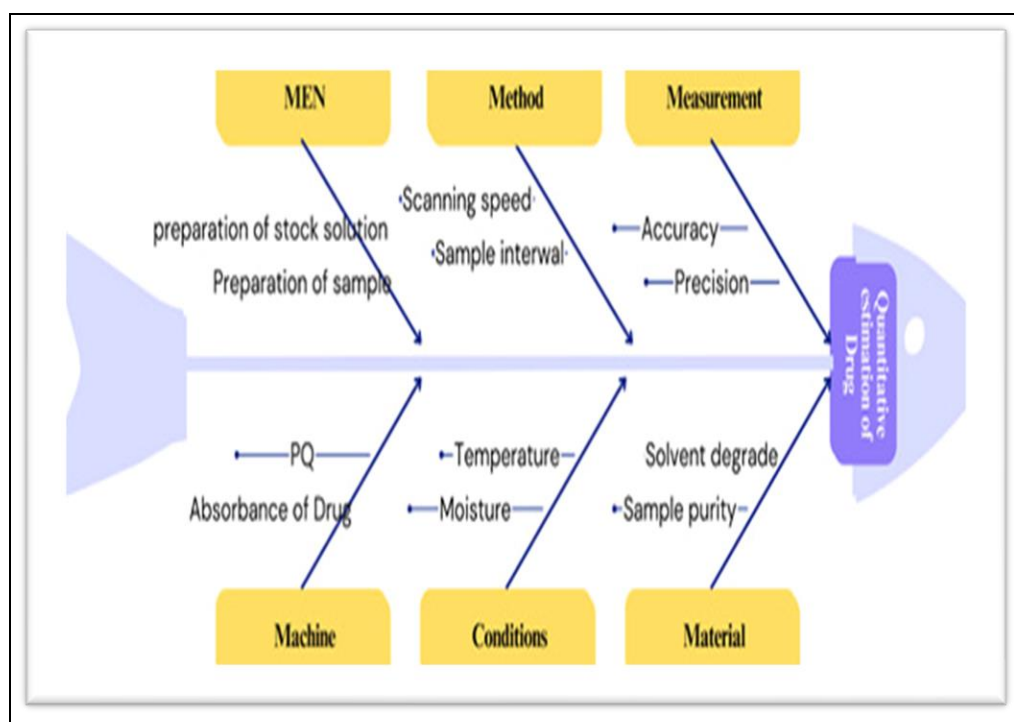 MEN
Method
Measurement
Scanning speed
preparation of stock solution
Accuracy
Sample interwal
Preparation of sample
Precision
Quantitative
estimation of
Drug
PQ
Temperature
Solvent degrade
Absorbance of Drug
Moisture
Sample purity
Machine
Conditions
Material